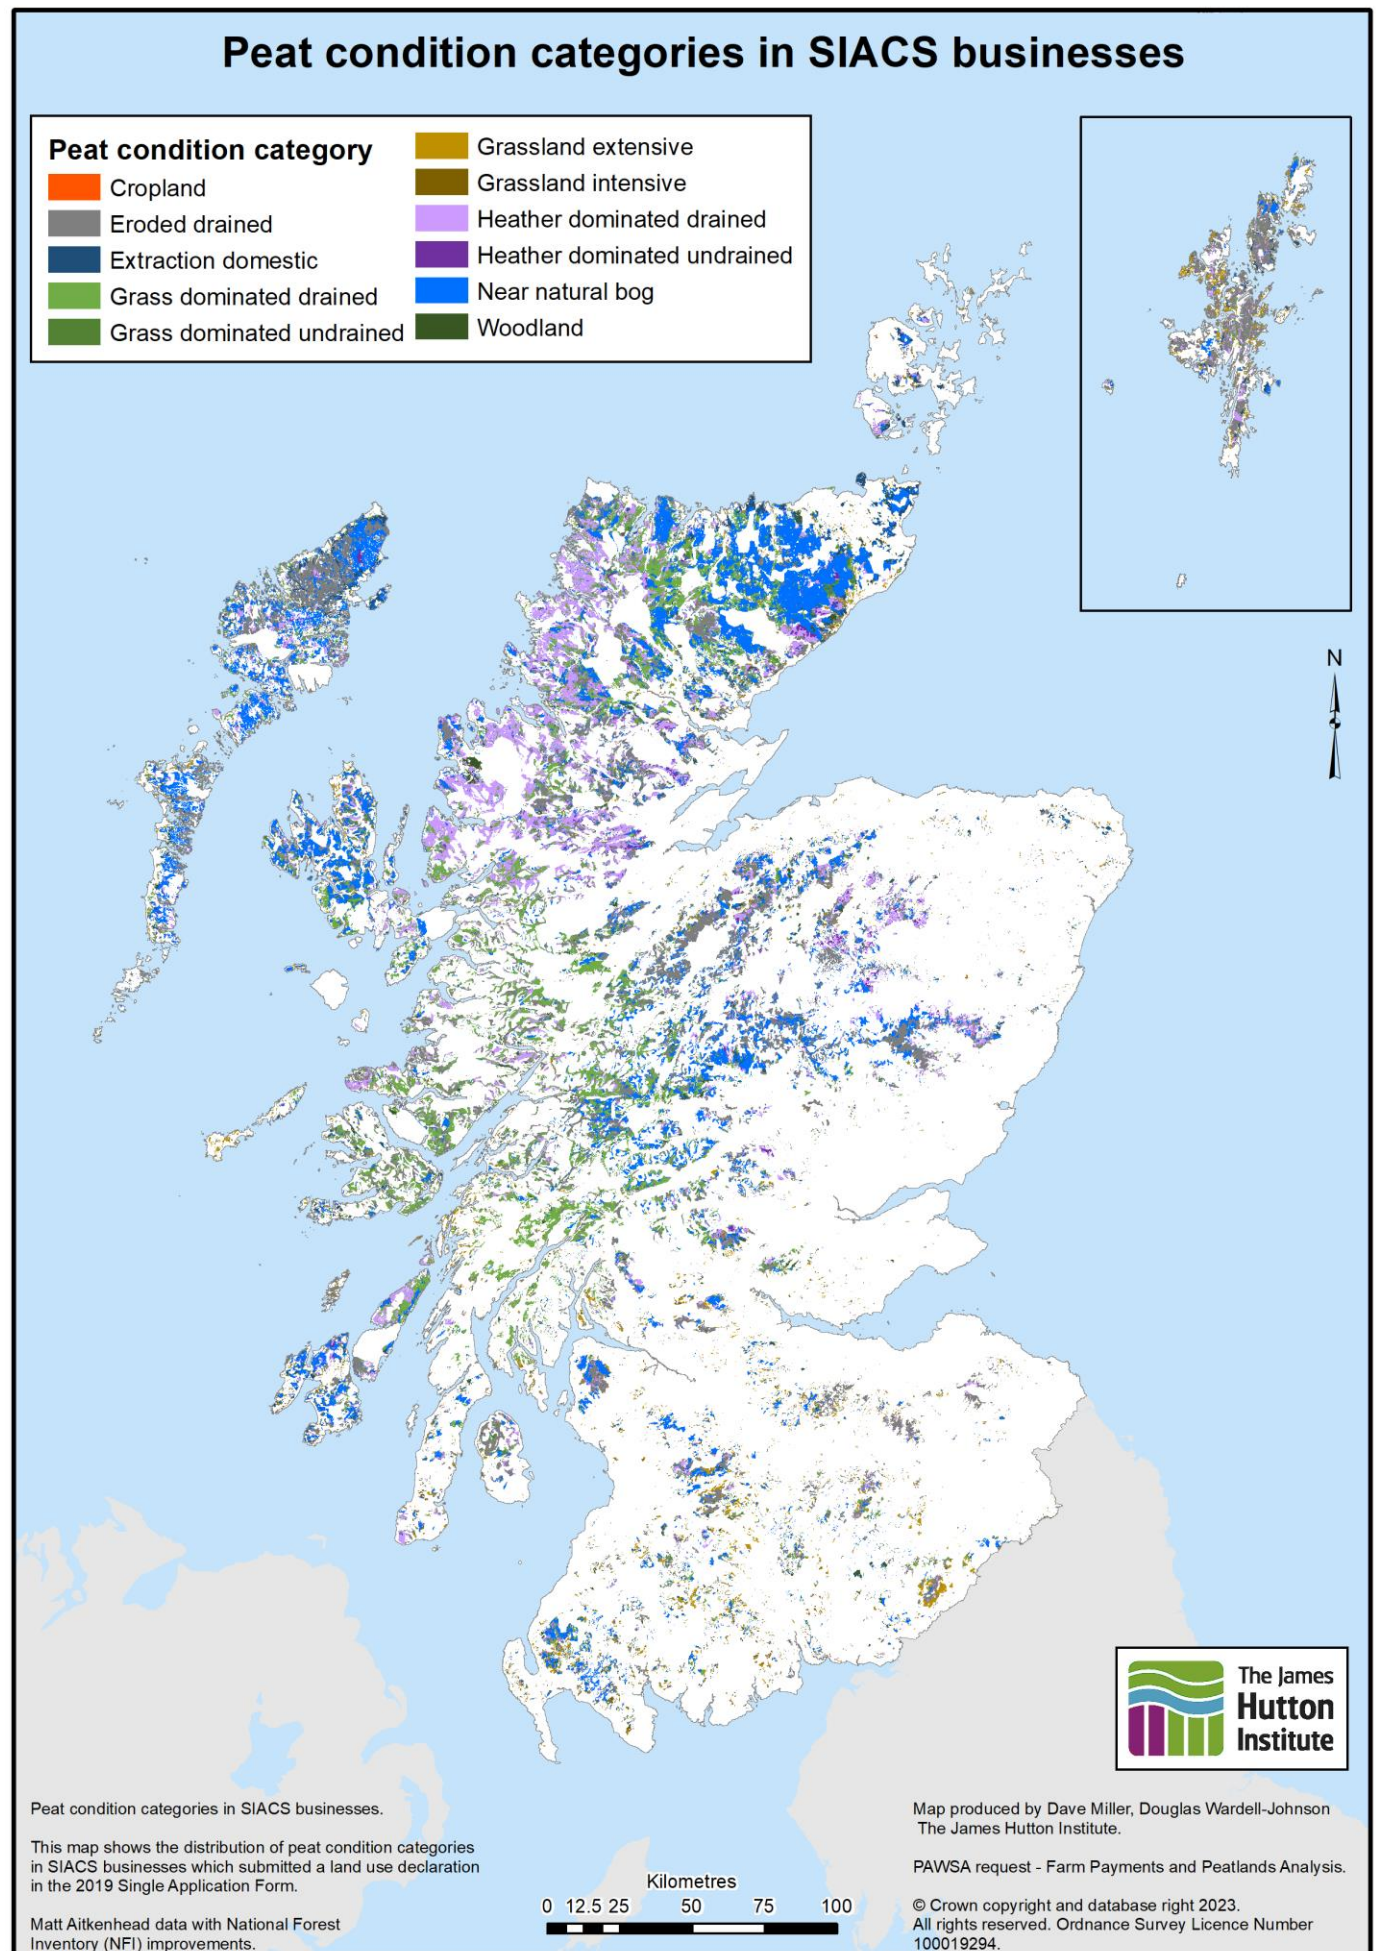 Peat condition categories in SIACS businesses
Peat condition category
Cropland
Eroded drained
Extraction domestic
Grass dominated drained
Grass dominated undrained
Grassland extensive
Grassland intensive
Heather dominated drained
Heather dominated undrained
Near natural bog
Woodland
N
The James
Hutton
Institute
Peat condition categories in SIACS businesses.
This map shows the distribution of peat condition categories
in SIACS businesses which submitted a land use declaration
in the 2019 Single Application Form.
Matt Aitkenhead data with National Forest
Inventory (NFI) improvements.
Kilometres
0 12.5 25 50 75 100
Map produced by Dave Miller, Douglas Wardell-Johnson
The James Hutton Institute.
PAWSA request - Farm Payments and Peatlands Analysis.
© Crown copyright and database right 2023.
All rights reserved. Ordnance Survey Licence Number
100019294.